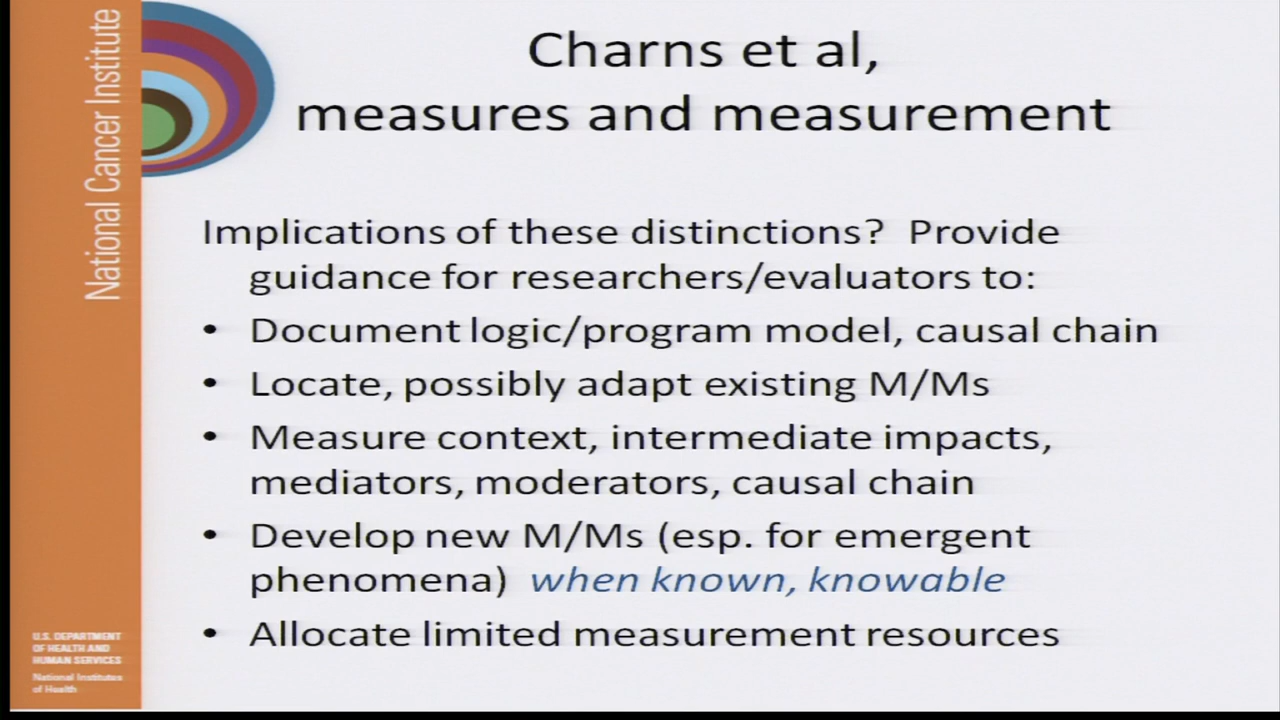 National Cancer Institute
Charns et al,
measures and measurement
Implications of these distinctions? Provide
guidance for researchers/evaluators to:
• Document logic/program model, causal chain
• Locate, possibly adapt existing M/Ms
• Measure context, intermediate impacts,
mediators, moderators, causal chain
• Develop new M/Ms (esp. for emergent
phenomena) when known, knowable
• Allocate limited measurement resources
U.S. DEPARTMENT
OF HEALTH AND
HUMAN SERVICES
National Institutes
of Health